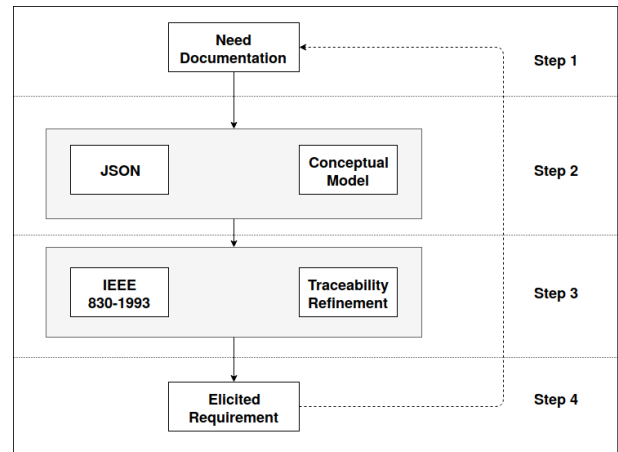 Need
Documentation
Step 1
JSON
Conceptual
Model
Step 2
IEEE
830-1993
Traceability
Refinement
Step 3
Elicited
Requirement
Step 4